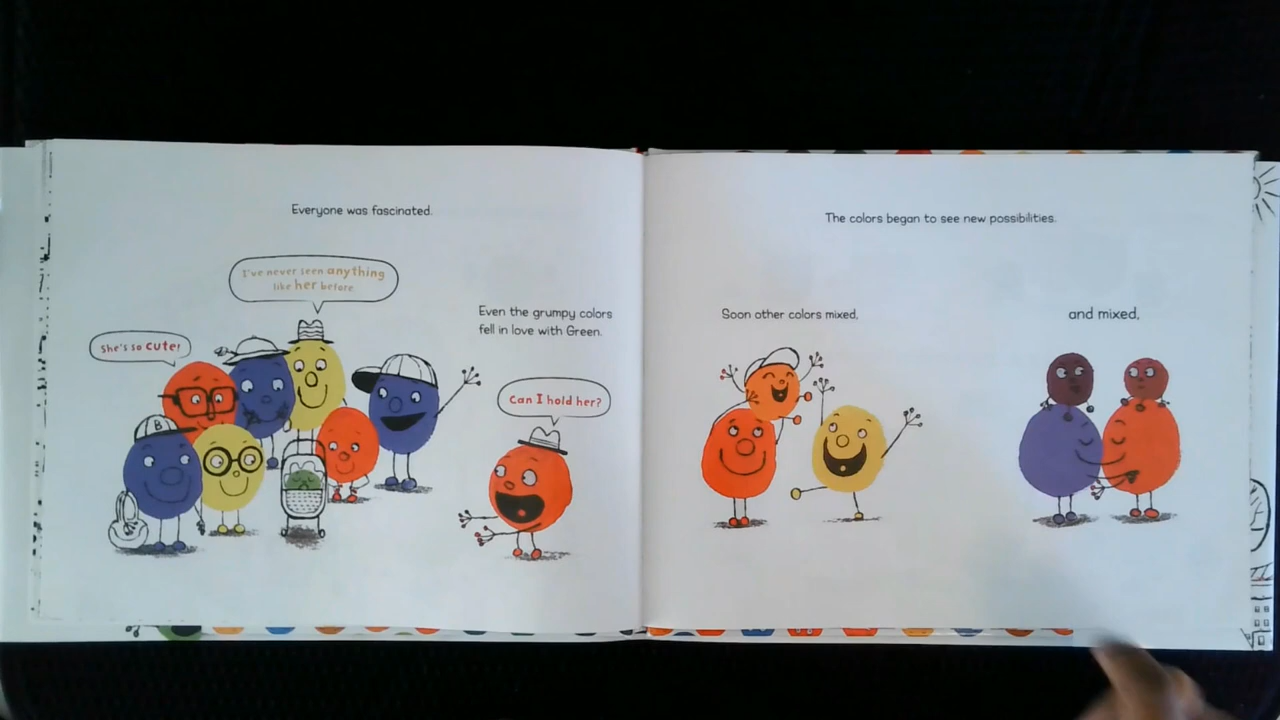 Everyone was fascinated.
I've never seen anything
like her before
She's so cute!
Even the grumpy colors
fell in love with Green.
Can I hold her?
B
The colors began to see new possibilities.
Soon other colors mixed,
and mixed,